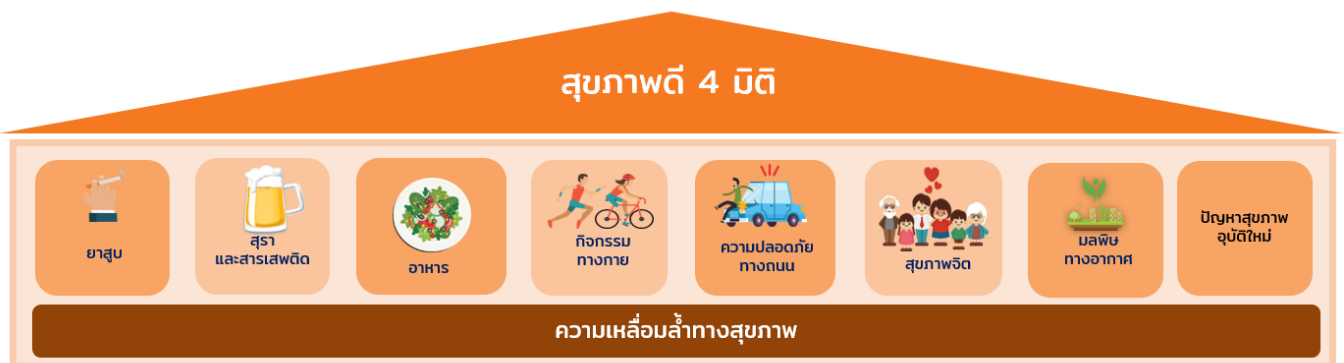 สุขภาพดี 4 มิติ
ยาสูบ
สุรา
และสารเสพติด
อาหาร
กิจกรรม
ทางกาย
ความปลอดภัย
ทางถนน
สุขภาพจิต
มลพิษ
ทางอากาศ
ปัญหาสุขภาพ
อุบัติใหม่
ความเหลื่อมล้ำทางสุขภาพ